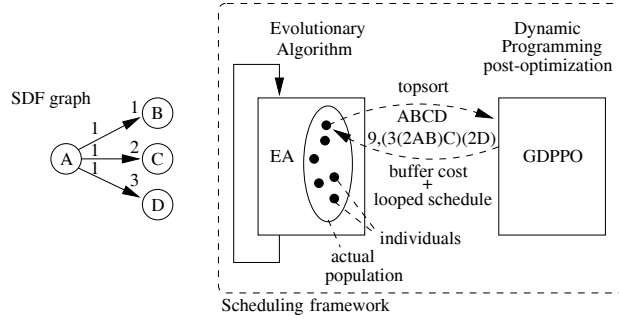 Evolutionary
Algorithm
Dynamic
Programming
post-optimization
SDF graph
topsort
ABCD
9,(3(2AB)C)(2D)
buffer cost
+
looped schedule
EA
GDPPO
A
1
1
B
1
2
C
1
3
D
individuals
actual
population
Scheduling framework